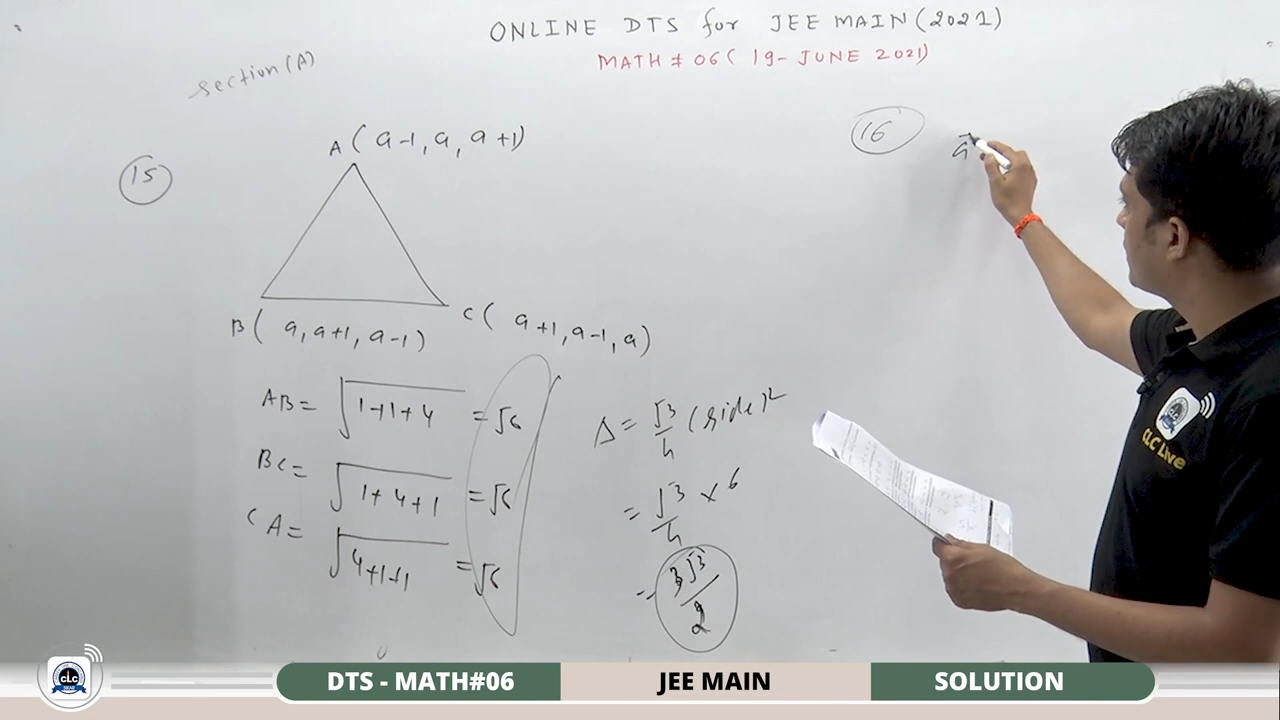 ONLINE DTS for JEE MAIN (2021)
MATH # 06 ( 19- JUNE 2021)
section (A)
15
A ( a-1, a, a+1)
B ( a, a+1, a-1)
C ( a+1, a-1, a)
AB = √1+1+4 = √6
BC = √1+4+1 = √6
CA = √4+1+1 = √6
Δ = √3/4 (side)²
= √3/4 × 6
= 3√3/2
16
a
CLC Live
CLC
DTS - MATH#06
JEE MAIN
SOLUTION